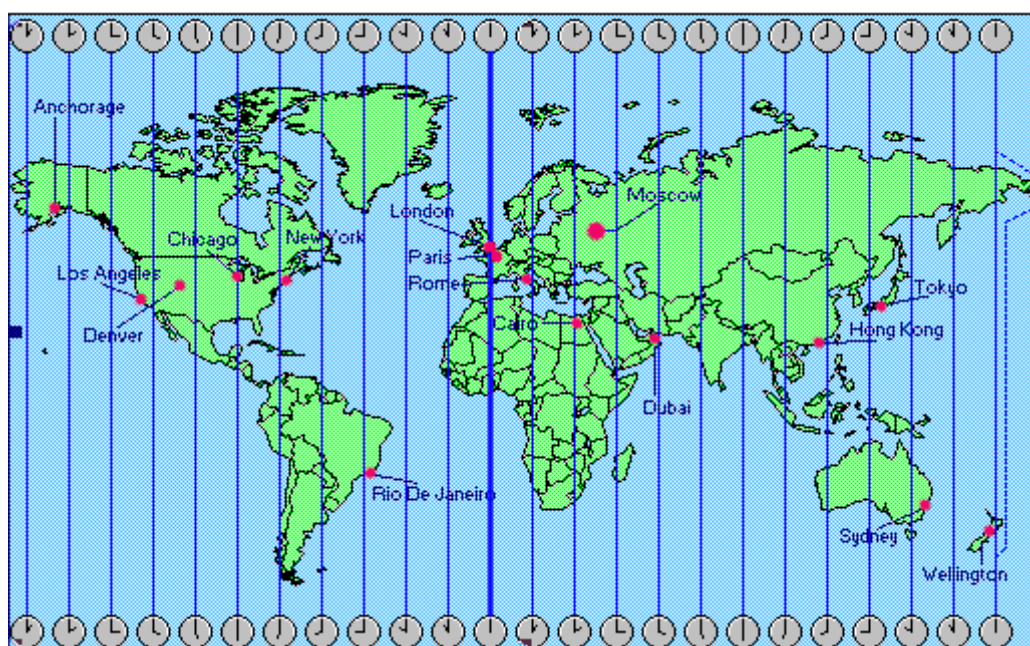 Anchorage
London
Moscow
Chicago
New York
Paris
Los Angeles
Rome
Tokyo
Denver
Cairo
Hong Kong
Dubai
Rio De Janeiro
Sydney
Wellington